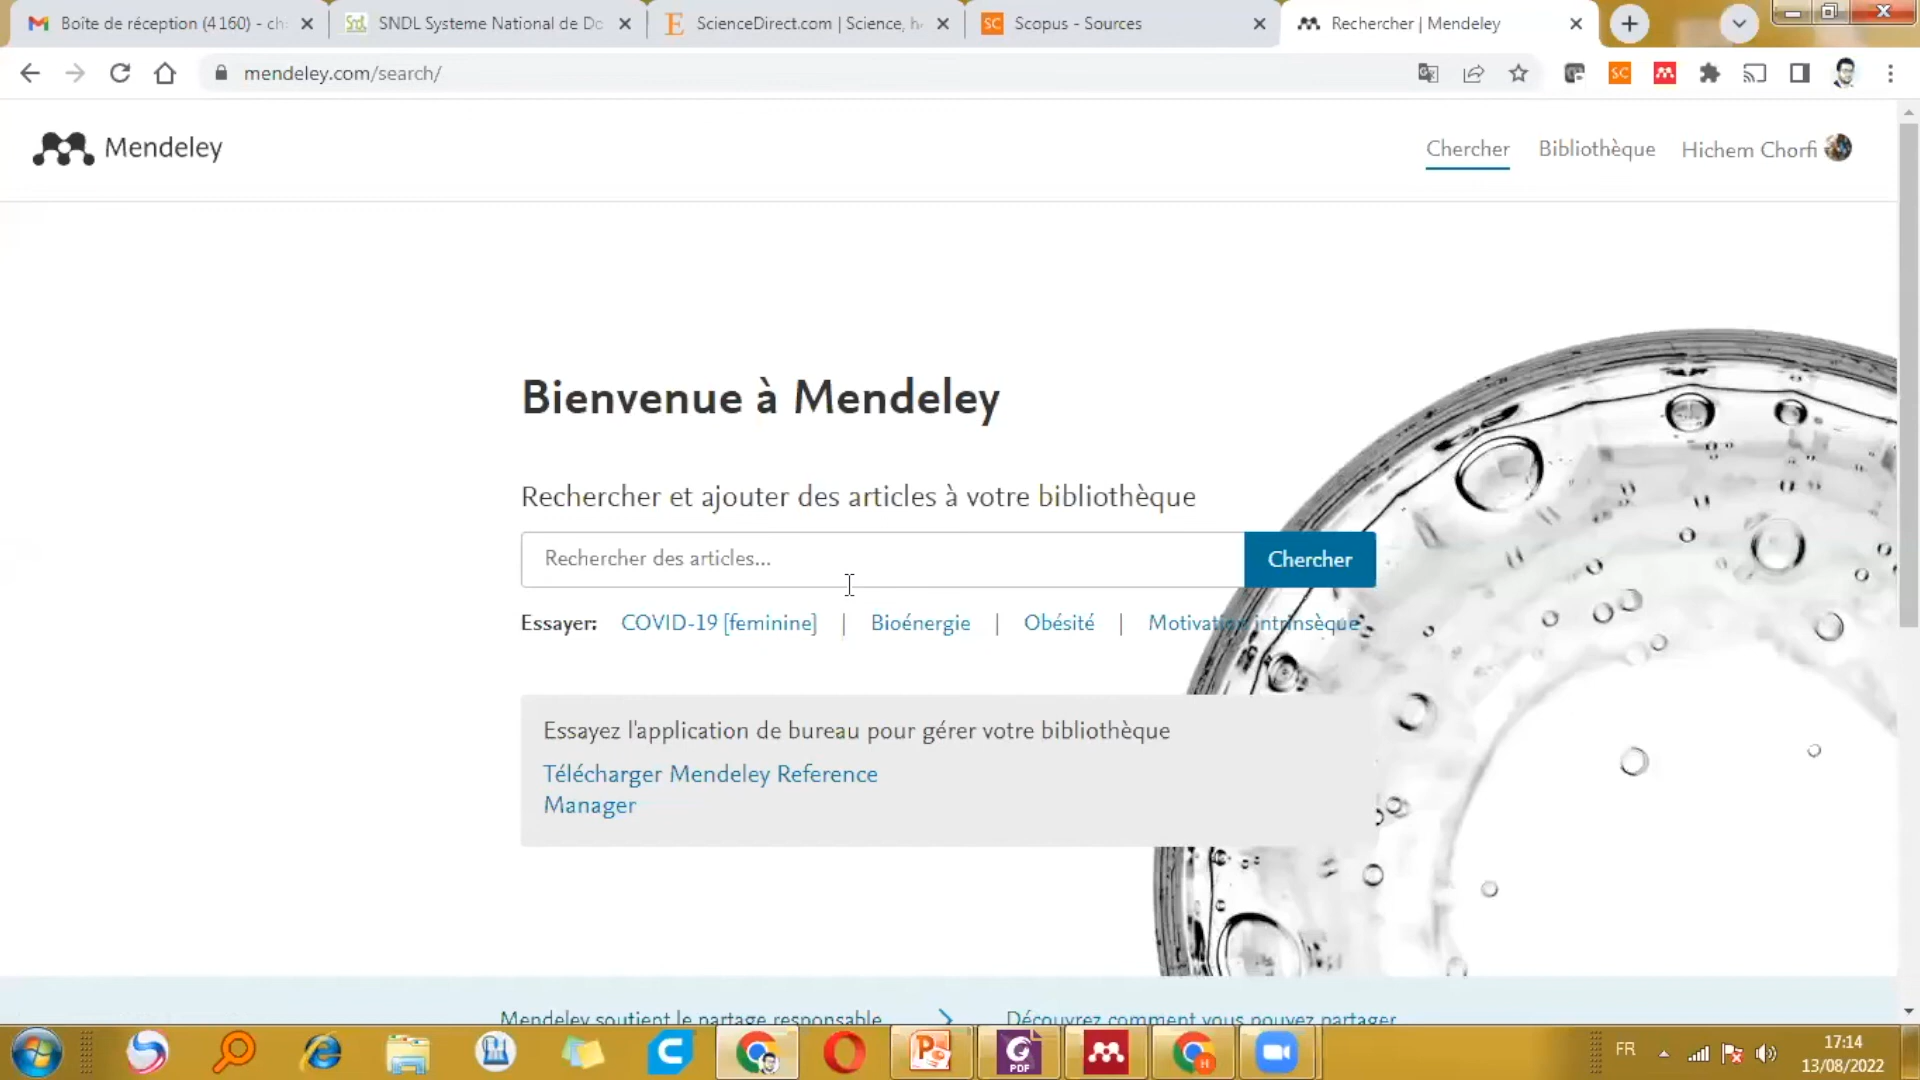 Boîte de réception (4 160) - ch
SNDL Systeme National de Do
ScienceDirect.com | Science, h
SC Scopus - Sources
Rechercher | Mendeley
mendeley.com/search/
SC
Mendeley
Chercher
Bibliothèque
Hichem Chorfi
Bienvenue à Mendeley
Rechercher et ajouter des articles à votre bibliothèque
Rechercher des articles...
Chercher
Essayer: COVID-19 [feminine] | Bioénergie | Obésité | Motivation intrinsèque
Essayez l'application de bureau pour gérer votre bibliothèque
Télécharger Mendeley Reference
Manager
Mendeley soutient le partage responsable
Découvrez comment vous pouvez partager
PDF
FR
17:14
13/08/2022